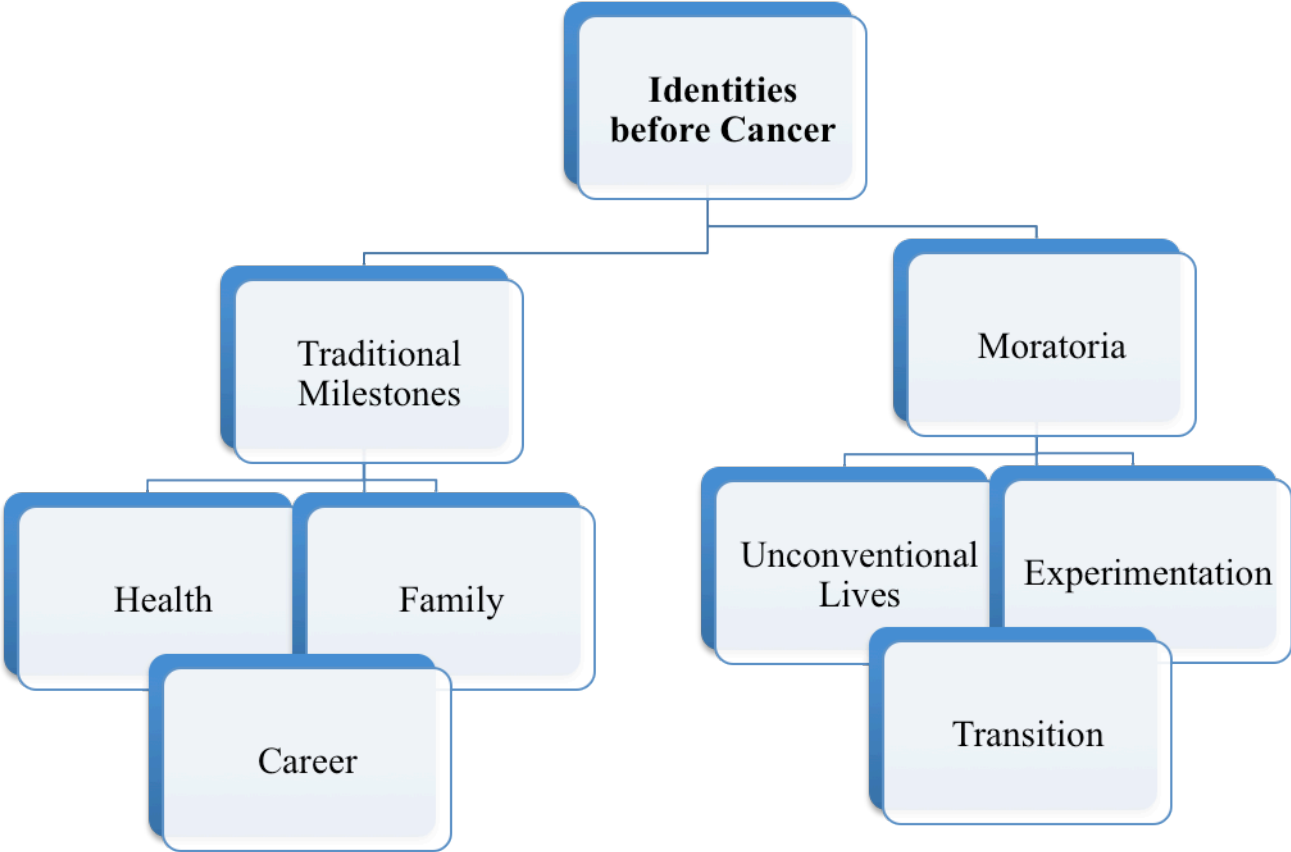 Identities
before Cancer
Traditional
Milestones
Moratoria
Health
Family
Career
Unconventional
Lives
Experimentation
Transition